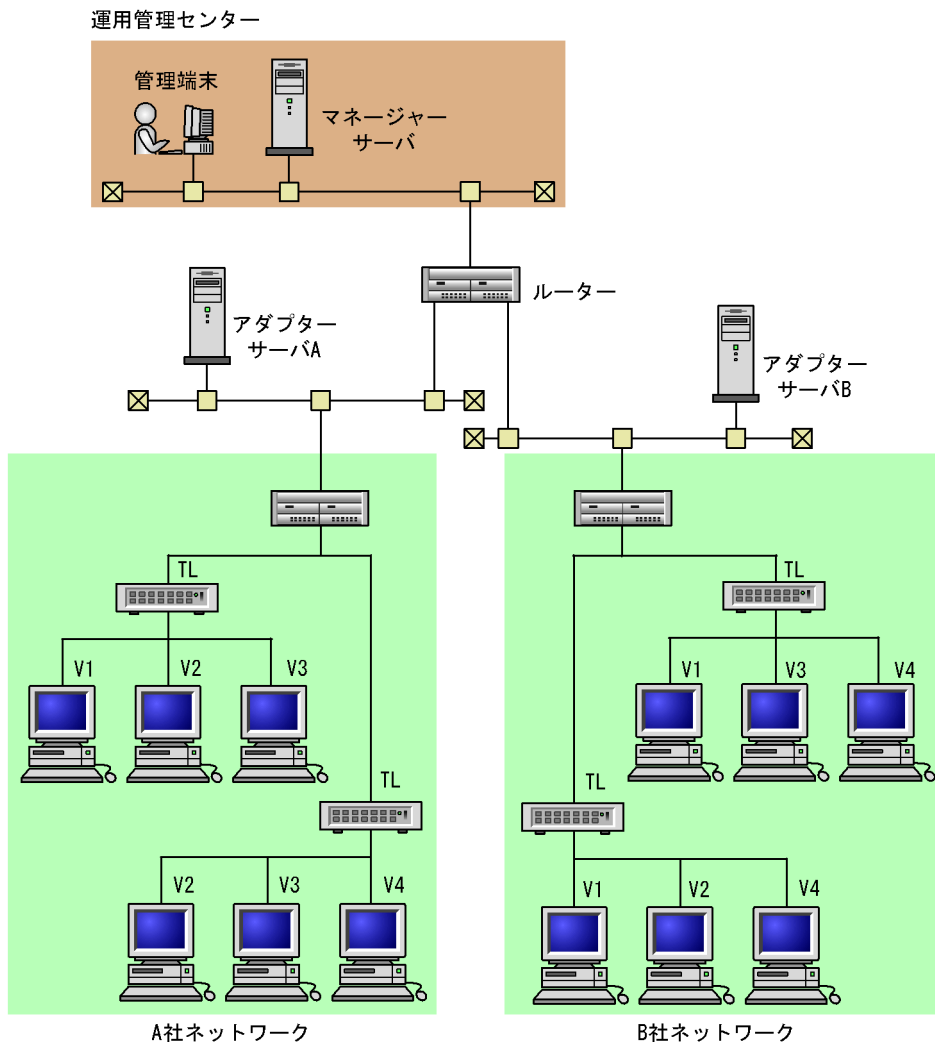 運用管理センター
管理端末
マネージャー
サーバ
ルーター
アダプター
サーバA
アダプター
サーバB
TL
V1
V2
V3
TL
V2
V3
V4
A社ネットワーク
TL
V1
V3
V4
TL
V1
V2
V4
B社ネットワーク